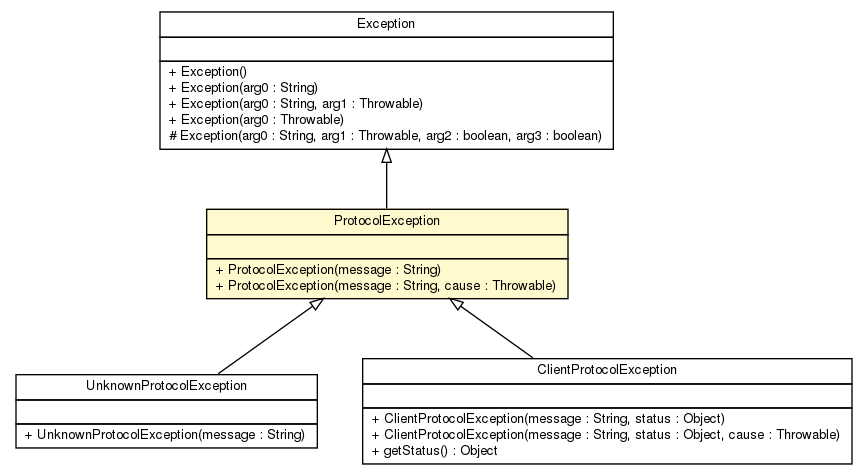 Exception
+ Exception()
+ Exception(arg0 : String)
+ Exception(arg0 : String, arg1 : Throwable)
+ Exception(arg0 : Throwable)
# Exception(arg0 : String, arg1 : Throwable, arg2 : boolean, arg3 : boolean)
ProtocolException
+ ProtocolException(message : String)
+ ProtocolException(message : String, cause : Throwable)
UnknownProtocolException
+ UnknownProtocolException(message : String)
ClientProtocolException
+ ClientProtocolException(message : String, status : Object)
+ ClientProtocolException(message : String, status : Object, cause : Throwable)
+ getStatus() : Object